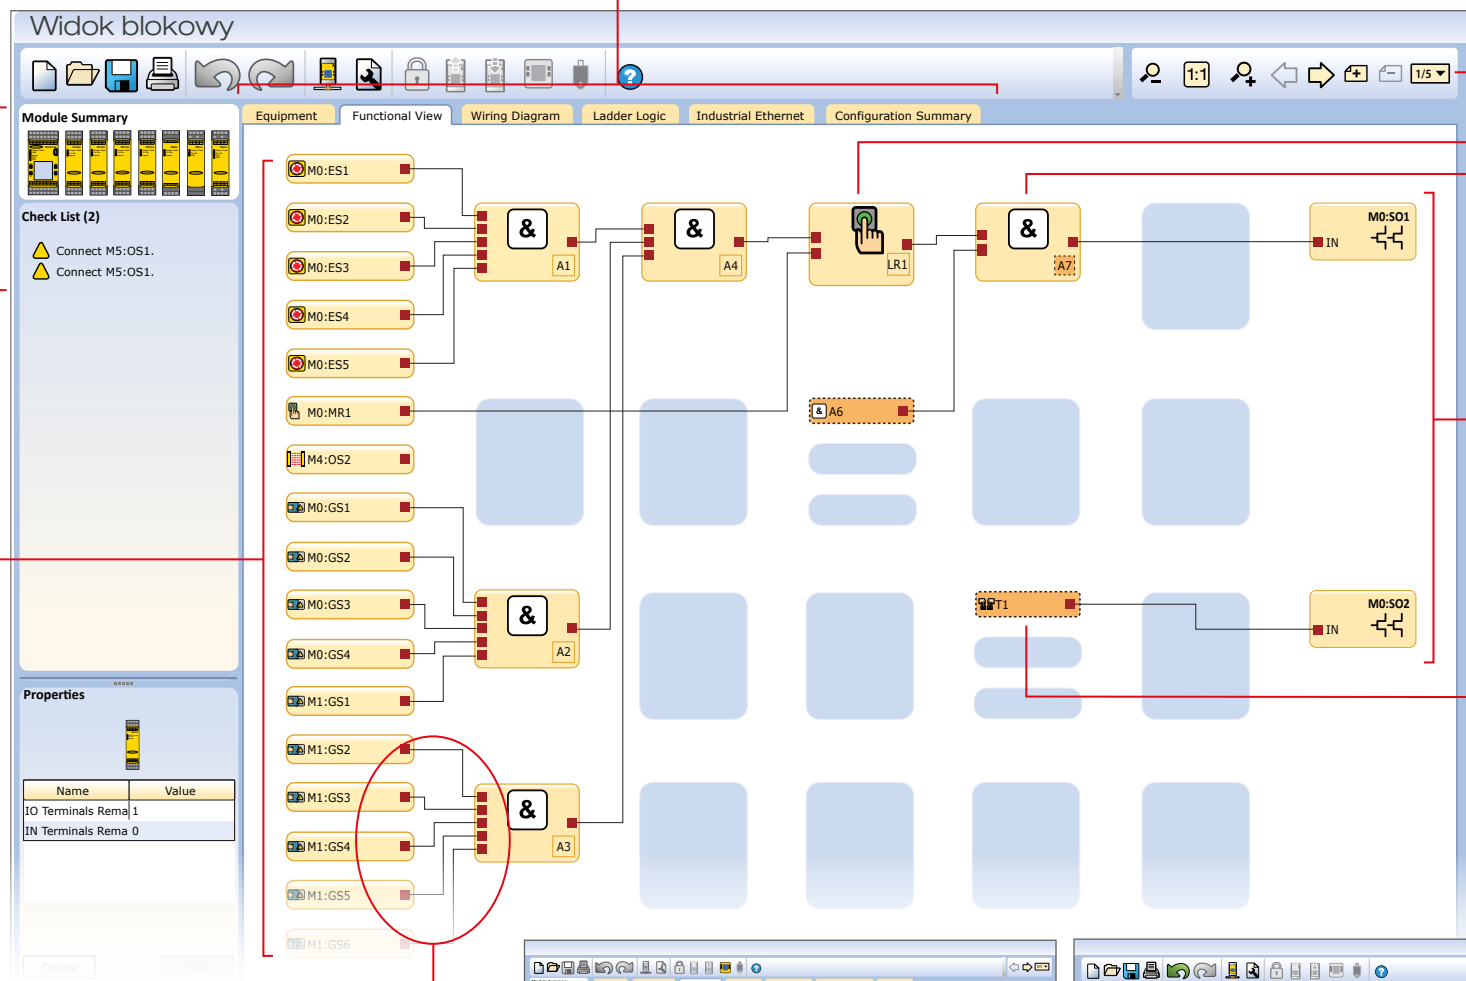 Widok blokowy
1:1
1/5
Module Summary
Equipment
Functional View
Wiring Diagram
Ladder Logic
Industrial Ethernet
Configuration Summary
Check List (2)
Connect M5:OS1.
Connect M5:OS1.
M0:ES1
M0:ES2
M0:ES3
M0:ES4
M0:ES5
M0:MR1
M4:OS2
M0:GS1
M0:GS2
M0:GS3
M0:GS4
M1:GS1
M1:GS2
M1:GS3
M1:GS4
M1:GS5
M1:GS6
&
A1
&
A4
LR1
&
A7
M0:SO1
IN
& A6
&
A2
T1
M0:SO2
IN
&
A3
Properties
Name Value
IO Terminals Rema 1
IN Terminals Rema 0
Delete